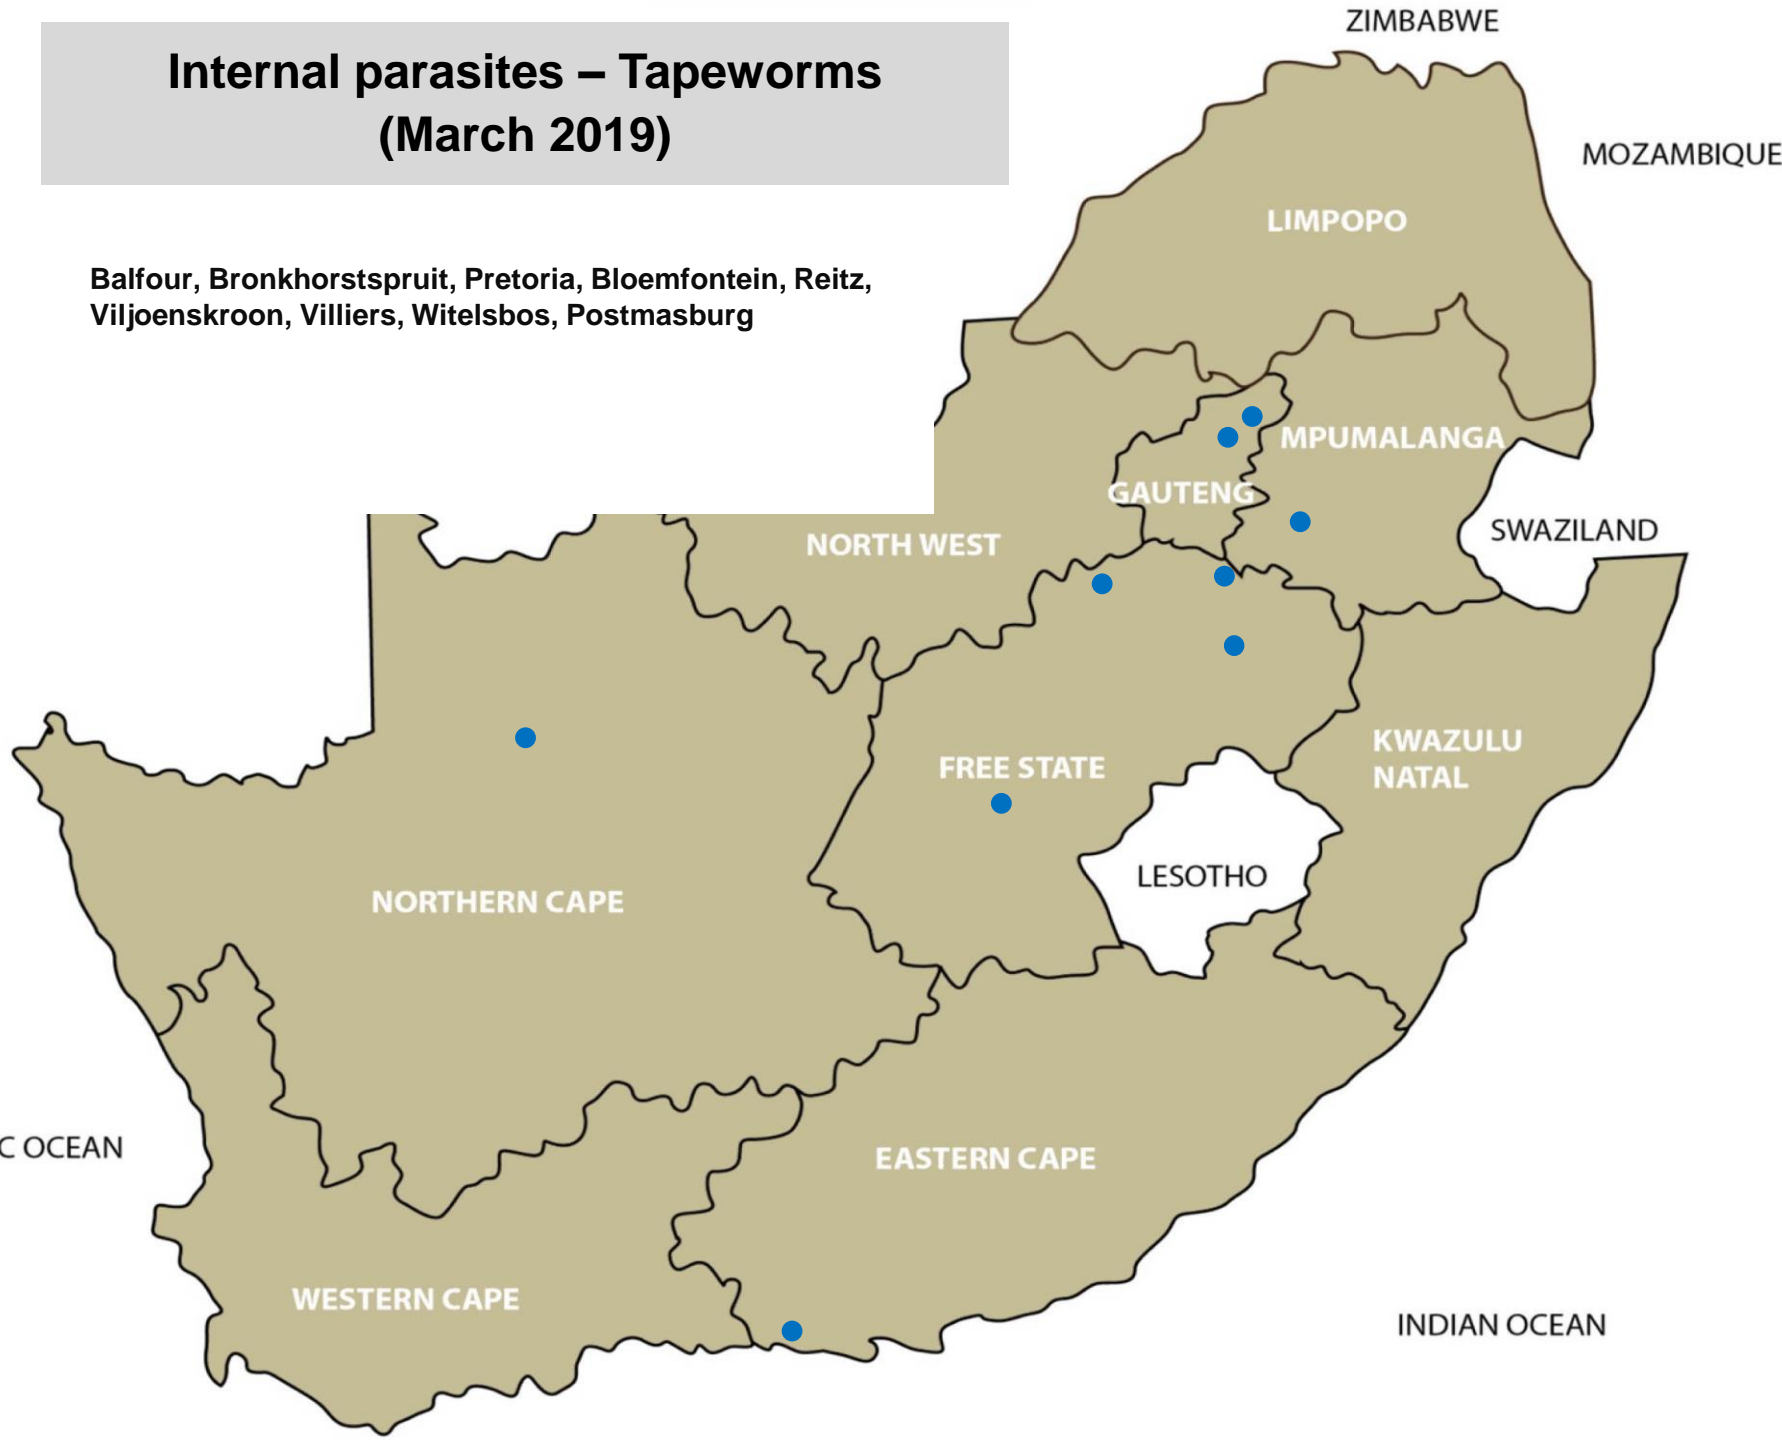 Internal parasites – Tapeworms
(March 2019)
Balfour, Bronkhorstspruit, Pretoria, Bloemfontein, Reitz,
Viljoenskroon, Villiers, Witelsbos, Postmasburg
ZIMBABWE
MOZAMBIQUE
LIMPOPO
MPUMALANGA
GAUTENG
SWAZILAND
NORTH WEST
KWAZULU
NATAL
FREE STATE
LESOTHO
NORTHERN CAPE
C OCEAN
EASTERN CAPE
WESTERN CAPE
INDIAN OCEAN